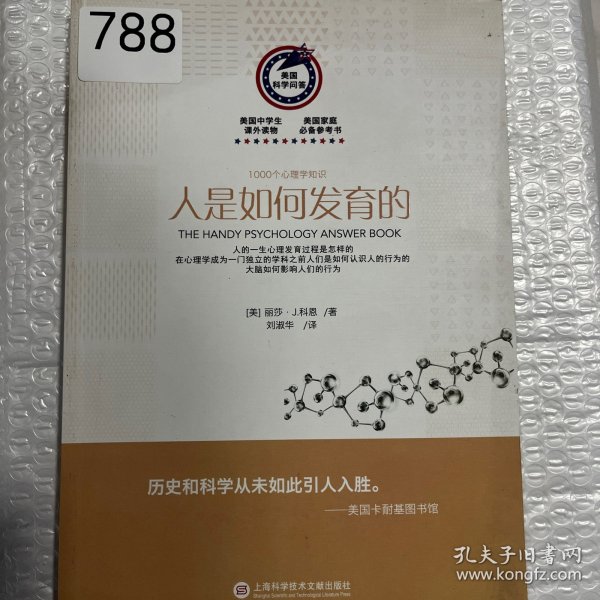 788
美国
科学问答
美国中学生 美国家庭
课外读物 必备参考书
1000个心理学知识
人是如何发育的
THE HANDY PSYCHOLOGY ANSWER BOOK
人的一生心理发育过程是怎样的
在心理学成为一门独立的学科之前人们是如何认识人的行为的
大脑如何影响人们的行为
[美] 丽莎·J.科恩 /著
刘淑华 /译
历史和科学从未如此引人入胜。
——美国卡耐基图书馆
上海科学技术文献出版社
Shanghai Scientific and Technological Literature Press
孔夫子旧书网
www.kongfz.com